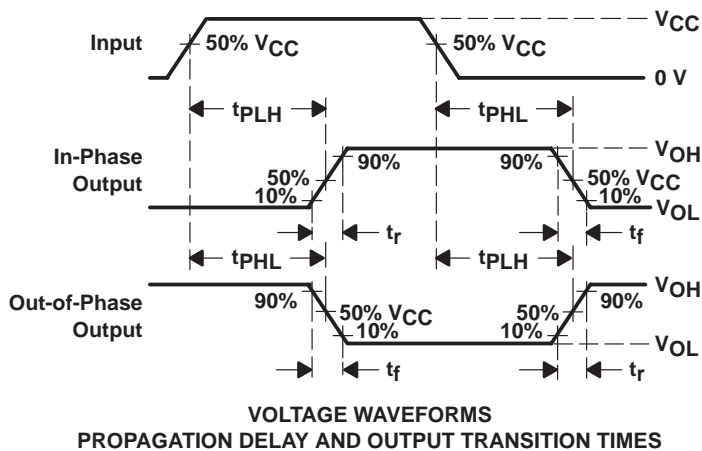 VCC
Input
50% VCC
50% VCC
0 V
tPLH
tPHL
In-Phase
Output
VOH
90%
90%
50%
50% VCC
10%
10%
VOL
tr
tf
tPHL
tPLH
Out-of-Phase
Output
VOH
90%
90%
50% VCC
50%
10%
10%
VOL
tf
tr
VOLTAGE WAVEFORMS
PROPAGATION DELAY AND OUTPUT TRANSITION TIMES